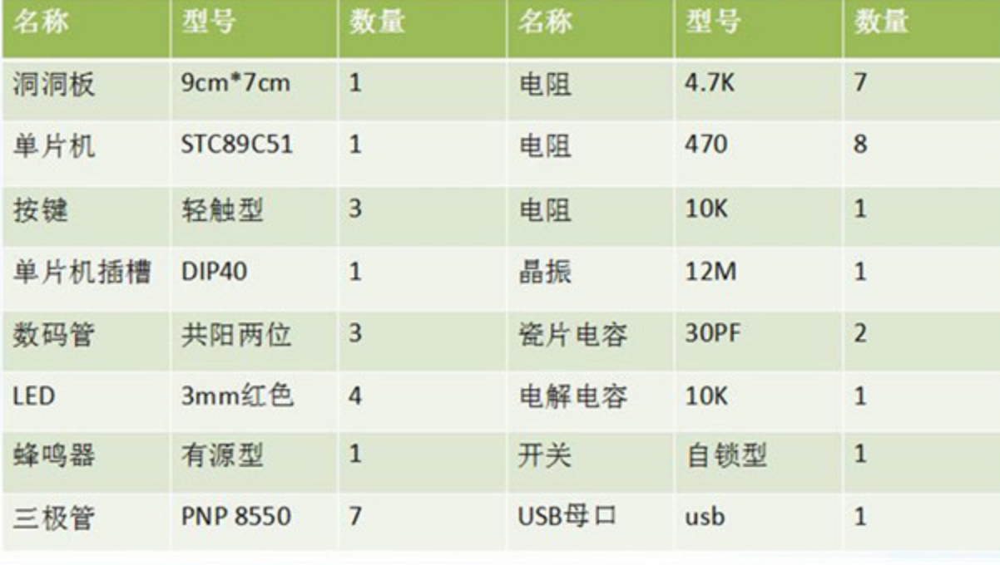 名称 型号 数量 名称 型号 数量
洞洞板 9cm*7cm 1 电阻 4.7K 7
单片机 STC89C51 1 电阻 470 8
按键 轻触型 3 电阻 10K 1
单片机插槽 DIP40 1 晶振 12M 1
数码管 共阳两位 3 瓷片电容 30PF 2
LED 3mm红色 4 电解电容 10K 1
蜂鸣器 有源型 1 开关 自锁型 1
三极管 PNP 8550 7 USB母口 usb 1